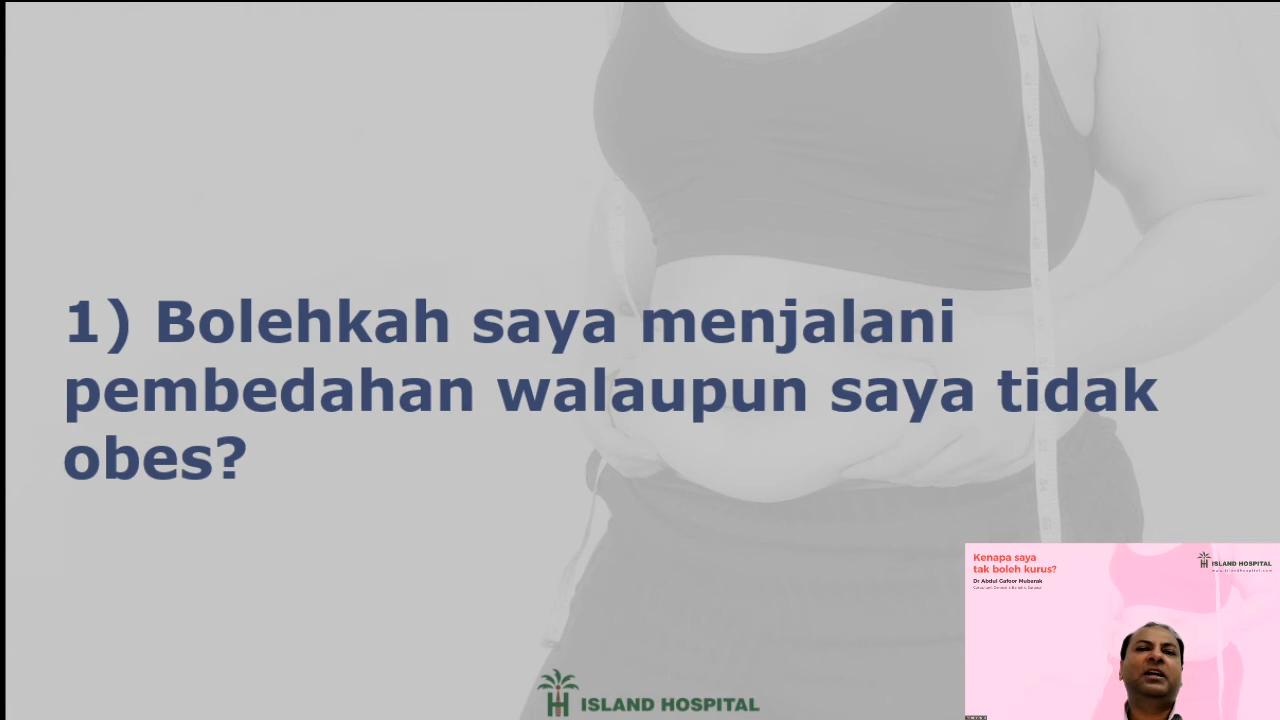 1) Bolehkah saya menjalani
pembedahan walaupun saya tidak
obes?
ISLAND HOSPITAL
Kenapa saya
tak boleh kurus?
Dr Abdul Gafoor Mubarak
ISLAND HOSPITAL